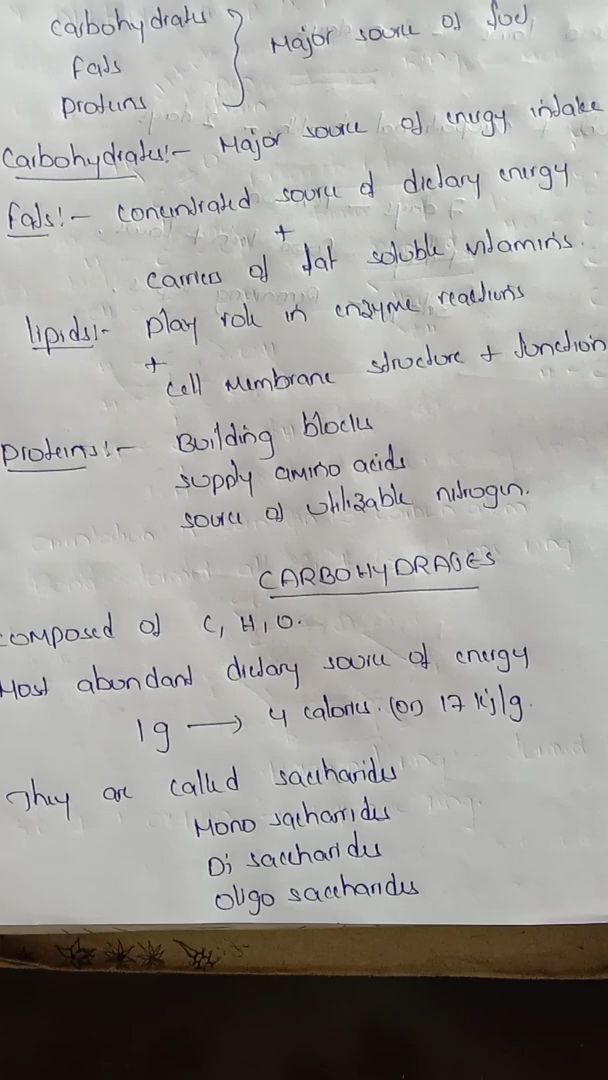 carbohydrates
Fats
Proteins
} Major source of fuel
Carbohydrates:- Major source of energy intake
Fats:- Concentrated source of dietary energy
+
carries of fat soluble vitamins.
lipids:- play role in enzyme reactions
+
cell Membrane structure + function
Proteins:- Building blocks
supply amino acids
source of utilizable nitrogen.
CARBOHYDRAGES
composed of C, H, O.
Most abundant dietary source of energy
1g → 4 calories. (or) 17 kj/g.
They are called saccharides
Mono sacharrides
Di saccharides
Oligo saccharides